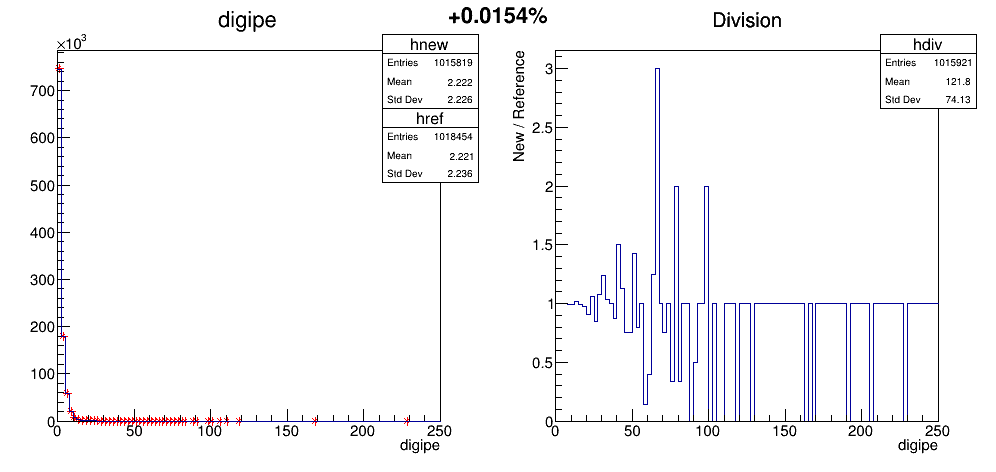 +0.0154%
digipe
×10³
hnew
Entries 1015819
Mean 2.222
Std Dev 2.226
href
Entries 1018454
Mean 2.221
Std Dev 2.236
700
600
500
400
300
200
100
0
0 50 100 150 200 250
digipe
Division
hdiv
Entries 1015921
Mean 121.8
Std Dev 74.13
New / Reference
3
2.5
2
1.5
1
0.5
0
0 50 100 150 200 250
digipe